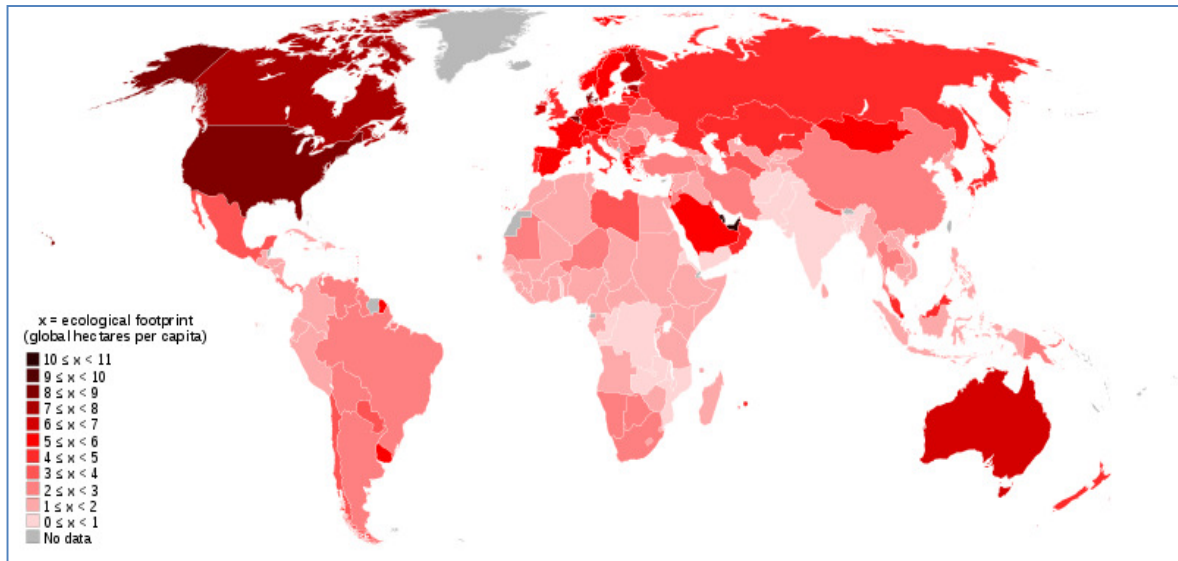 x = ecological footprint
(global hectares per capita)
10 ≤ x < 11
9 ≤ x < 10
8 ≤ x < 9
7 ≤ x < 8
6 ≤ x < 7
5 ≤ x < 6
4 ≤ x < 5
3 ≤ x < 4
2 ≤ x < 3
1 ≤ x < 2
0 ≤ x < 1
No data